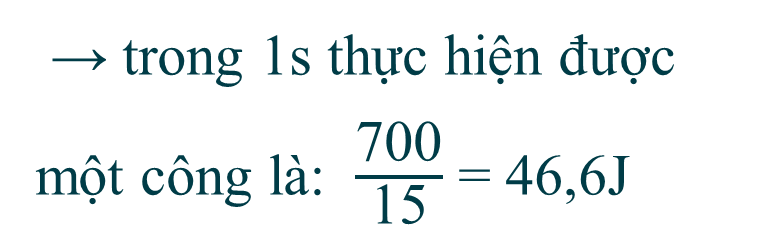 → trong 1s thực hiện được
một công là: 700/15 = 46,6J